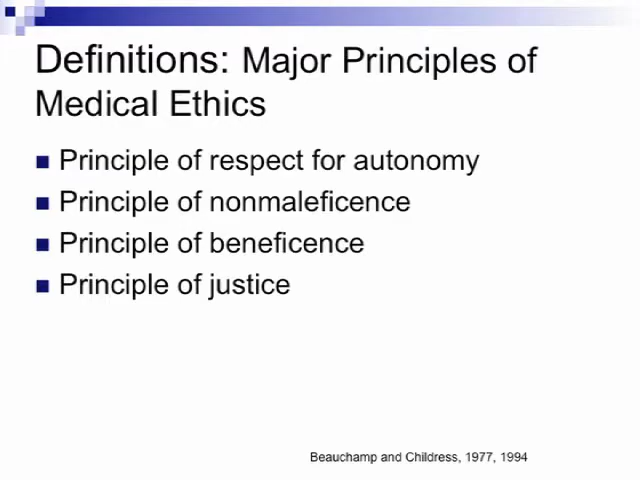 Definitions: Major Principles of
Medical Ethics
Principle of respect for autonomy
Principle of nonmaleficence
Principle of beneficence
Principle of justice
Beauchamp and Childress, 1977, 1994